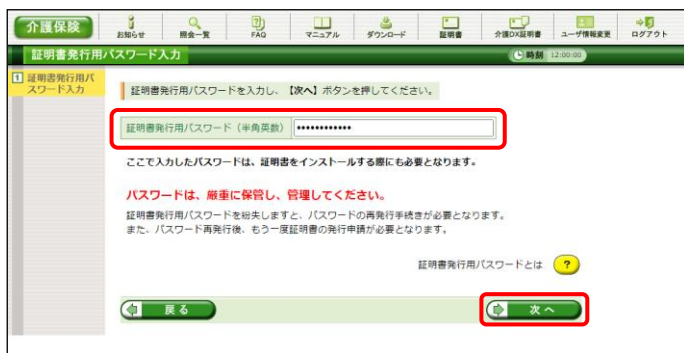 介護保険
お知らせ
照会一覧
FAQ
マニュアル
ダウンロード
証明書
介護DX証明書
ユーザ情報変更
ログアウト
証明書発行用パスワード入力
時刻 12:00:00
1 証明書発行用パ
スワード入力
証明書発行用パスワードを入力し、【次へ】ボタンを押してください。
証明書発行用パスワード（半角英数） ••••••••••••
ここで入力したパスワードは、証明書をインストールする際にも必要となります。
パスワードは、厳重に保管し、管理してください。
証明書発行用パスワードを紛失しますと、パスワードの再発行手続きが必要となります。
また、パスワード再発行後、もう一度証明書の発行申請が必要となります。
証明書発行用パスワードとは ?
戻る
次へ